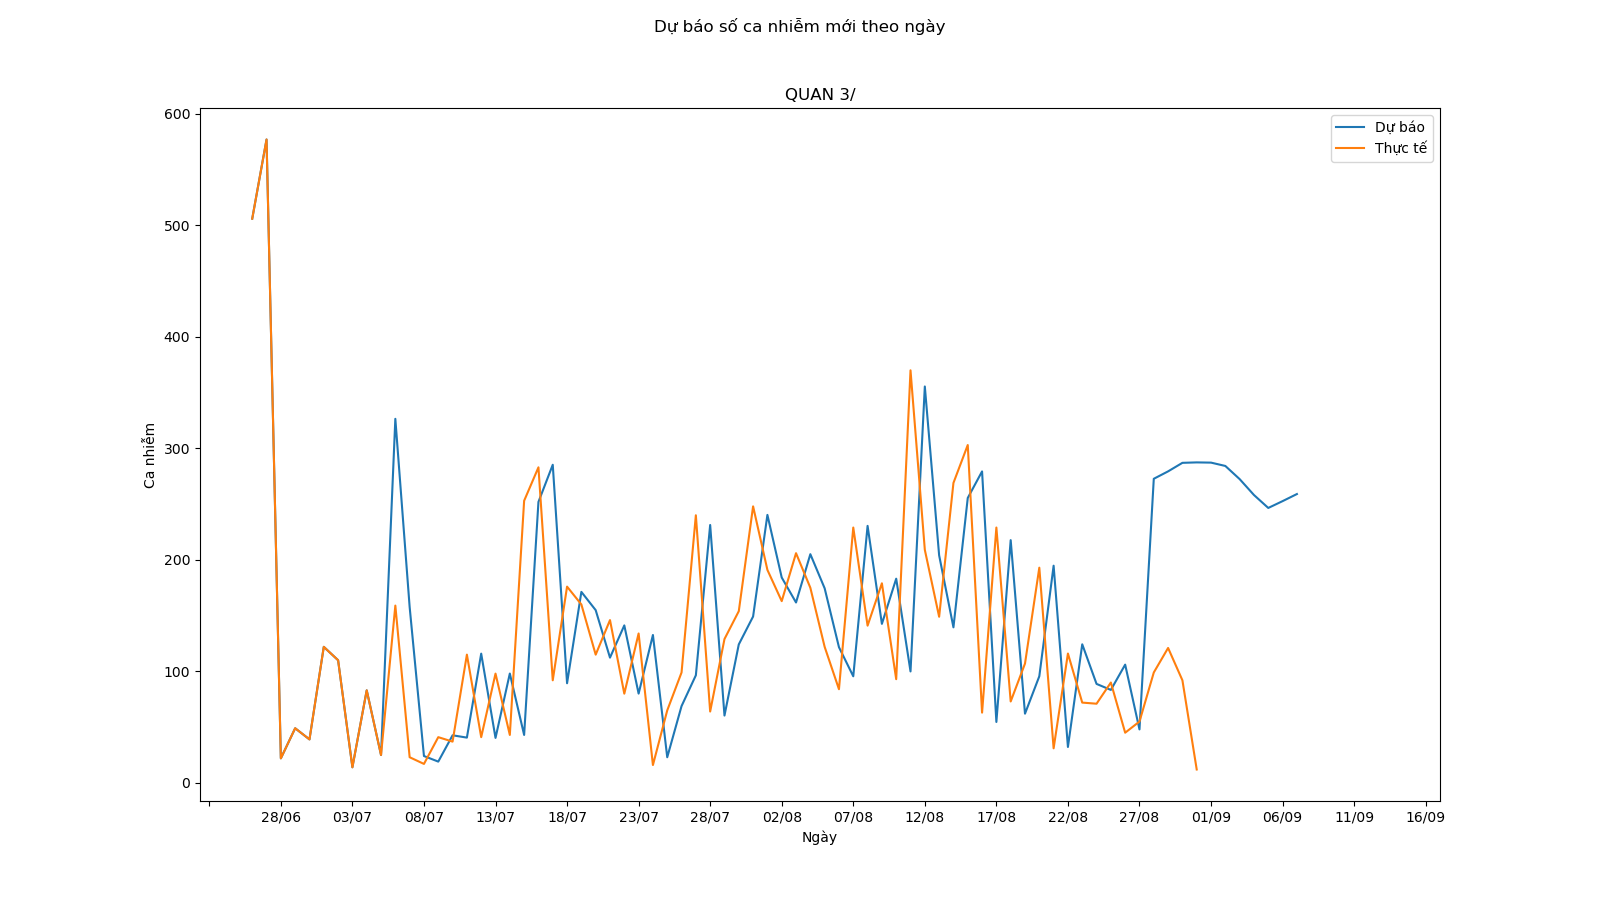 Dự báo số ca nhiễm mới theo ngày
QUAN 3/
600
500
400
300
200
100
0
Ca nhiễm
Dự báo
Thực tế
28/06 03/07 08/07 13/07 18/07 23/07 28/07 02/08 07/08 12/08 17/08 22/08 27/08 01/09 06/09 11/09 16/09
Ngày